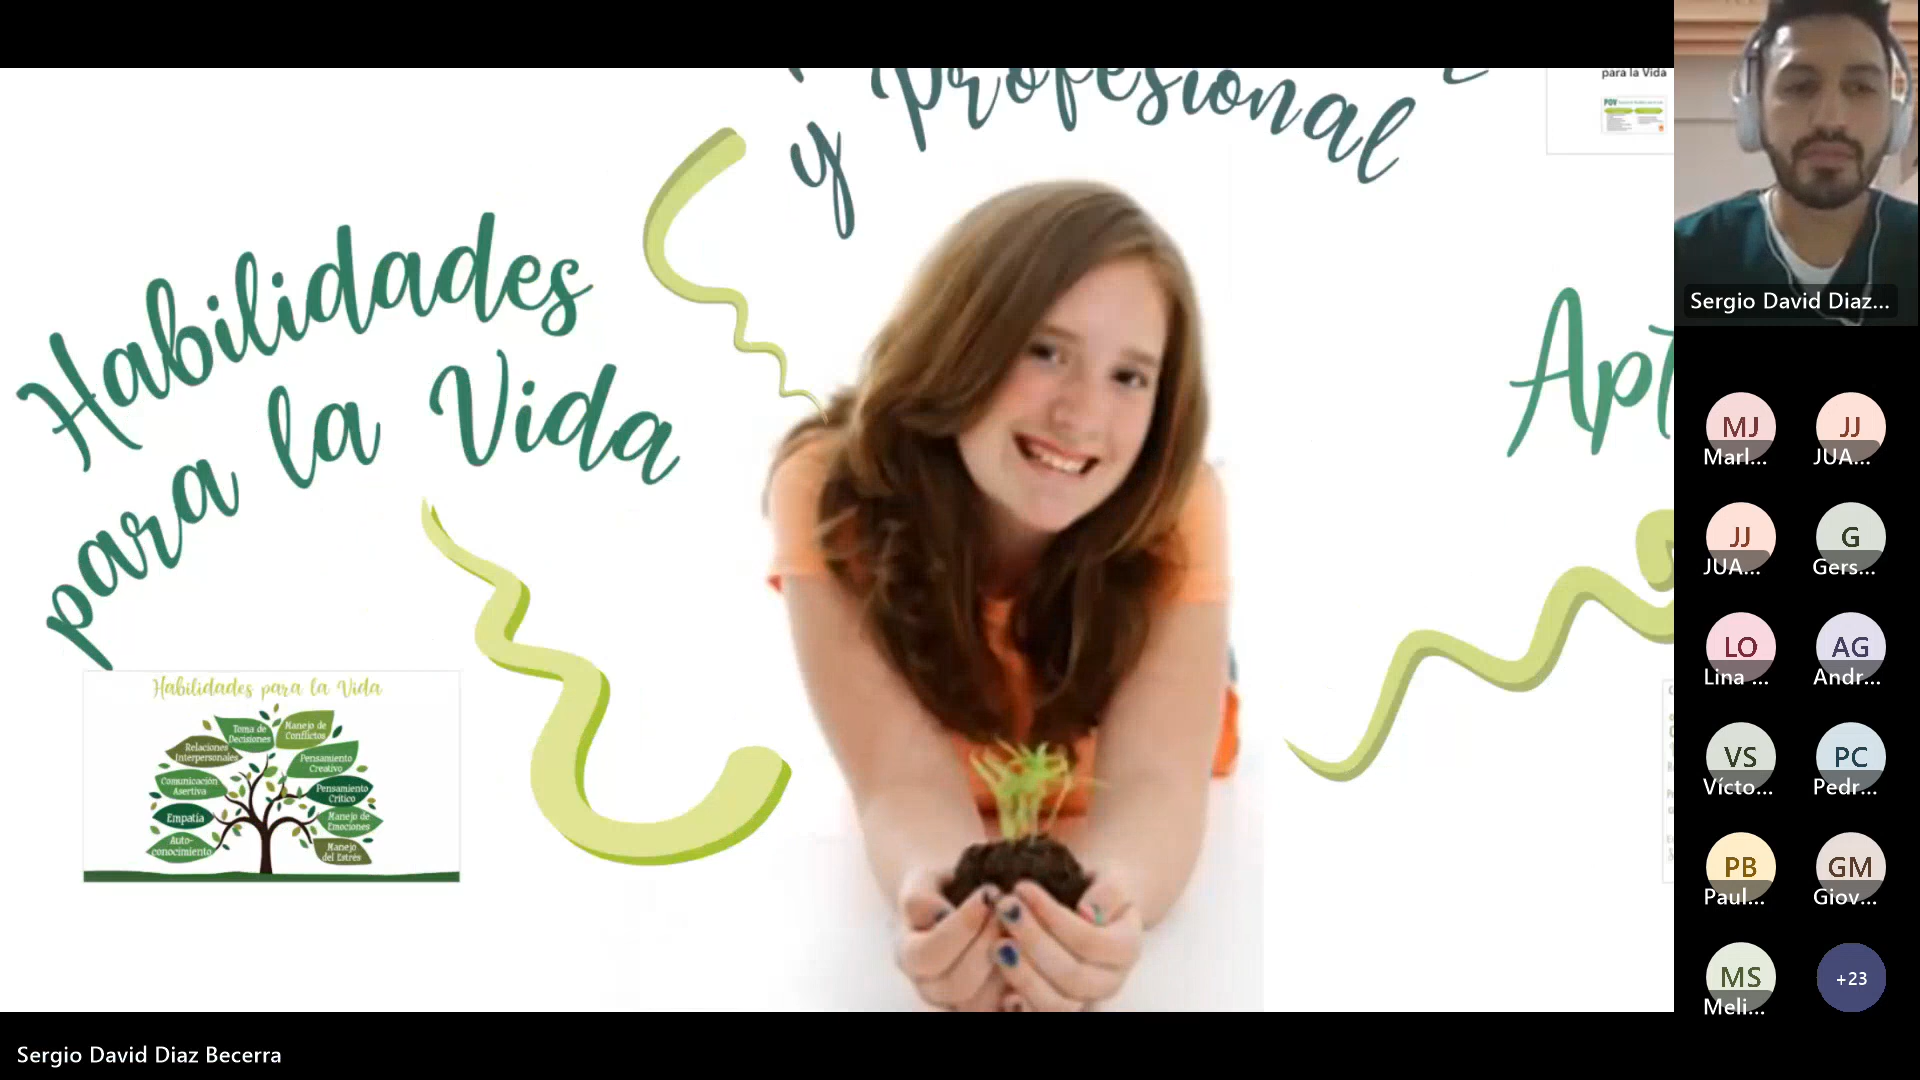 y Profesional
para la Vida
POV
Habilidades
para la Vida
Apt
Habilidades para la Vida
Toma de
Decisiones
Manejo de
Conflictos
Relaciones
Interpersonales
Pensamiento
Creativo
Comunicación
Asertiva
Pensamiento
Crítico
Empatía
Manejo de
Emociones
Auto-
conocimiento
Manejo
del Estrés
Sergio David Diaz...
MJ
Marl...
JJ
JUA...
JJ
JUA...
G
Gers...
LO
Lina ...
AG
Andr...
VS
Vícto...
PC
Pedr...
PB
Paul...
GM
Giov...
MS
Meli...
+23
Sergio David Diaz Becerra